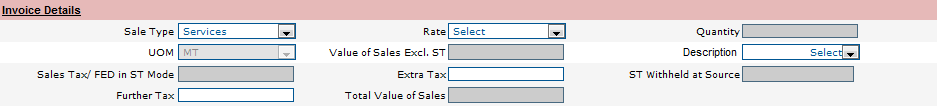 Invoice Details
Sale Type Services Rate Select Quantity
UOM MT Value of Sales Excl. ST Description Select
Sales Tax/ FED in ST Mode Extra Tax ST Withheld at Source
Further Tax Total Value of Sales